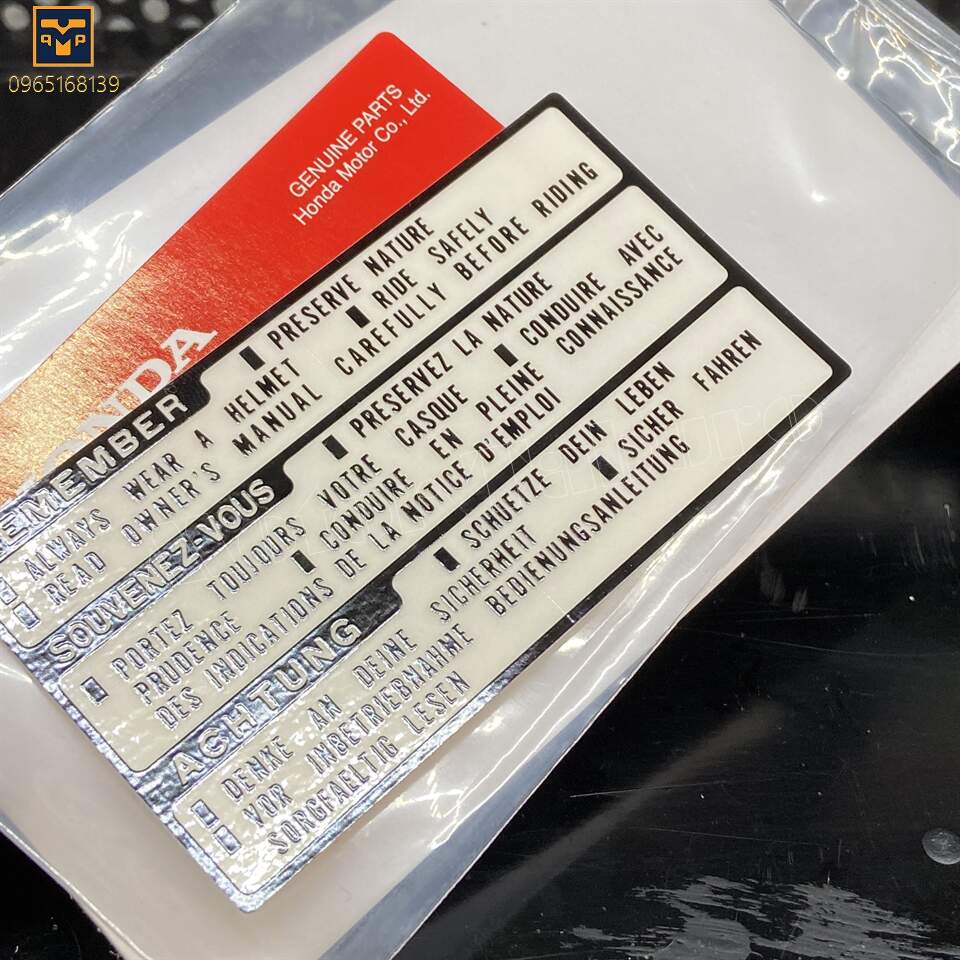 0965168139
GENUINE PARTS
Honda Motor Co., Ltd.
ONDA
EMEMBER ▮ PRESERVE NATURE
▮ ALWAYS WEAR A HELMET ▮ RIDE SAFELY
▮ READ OWNER'S MANUAL CAREFULLY BEFORE RIDING
SOUVENEZ-VOUS ▮ PRESERVEZ LA NATURE
▮ PORTEZ TOUJOURS VOTRE CASQUE ▮ CONDUIRE AVEC
PRUDENCE ▮ CONDUIRE EN PLEINE CONNAISSANCE
DES INDICATIONS DE LA NOTICE D'EMPLOI
ACHTUNG ▮ SCHUETZE DEIN LEBEN
▮ DENKE AN DEINE SICHERHEIT ▮ SICHER FAHREN
▮ VOR INBETRIEBNAHME BEDIENUNGSANLEITUNG
SORGFAELTIG LESEN